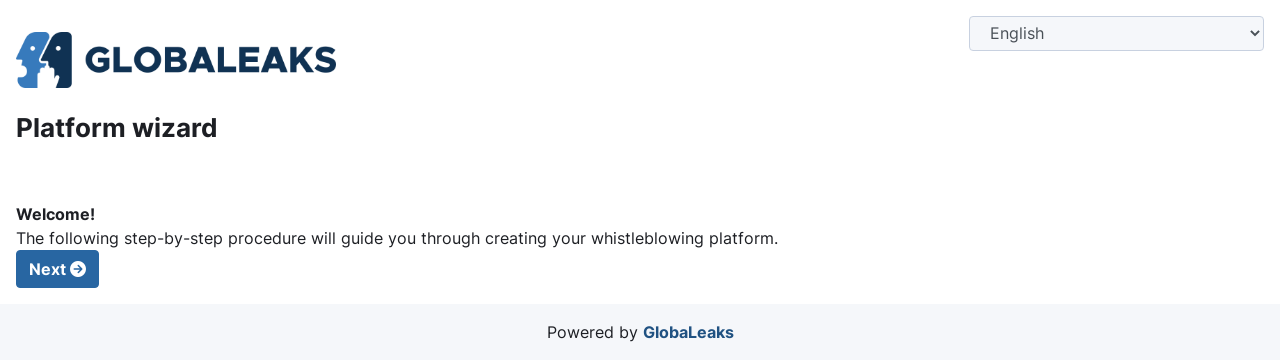 GLOBALEAKS
English
Platform wizard
Welcome!
The following step-by-step procedure will guide you through creating your whistleblowing platform.
Next
Powered by GlobaLeaks